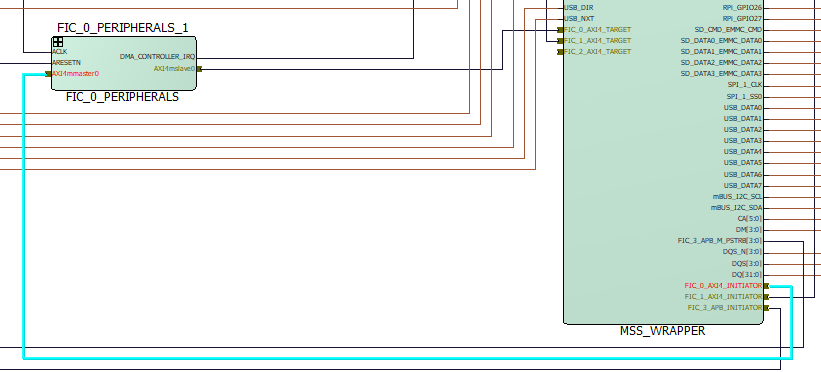 FIC_0_PERIPHERALS_1
ACLK
ARESETN
AXI4mmaster0
DMA_CONTROLLER_IRQ
AXI4mslave0
FIC_0_PERIPHERALS
USB_DIR
USB_NXT
FIC_0_AXI4_TARGET
FIC_1_AXI4_TARGET
FIC_2_AXI4_TARGET
RPi_GPIO26
RPi_GPIO27
SD_CMD_EMMC_CMD
SD_DATA0_EMMC_DATA0
SD_DATA1_EMMC_DATA1
SD_DATA2_EMMC_DATA2
SD_DATA3_EMMC_DATA3
SPI_1_CLK
SPI_1_SS0
USB_DATA0
USB_DATA1
USB_DATA2
USB_DATA3
USB_DATA4
USB_DATA5
USB_DATA6
USB_DATA7
mBUS_I2C_SCL
mBUS_I2C_SDA
CA[5:0]
DM[3:0]
FIC_3_APB_M_PSTRB[3:0]
DQS_N[3:0]
DQS[3:0]
DQ[31:0]
FIC_0_AXI4_INITIATOR
FIC_1_AXI4_INITIATOR
FIC_3_APB_INITIATOR
MSS_WRAPPER